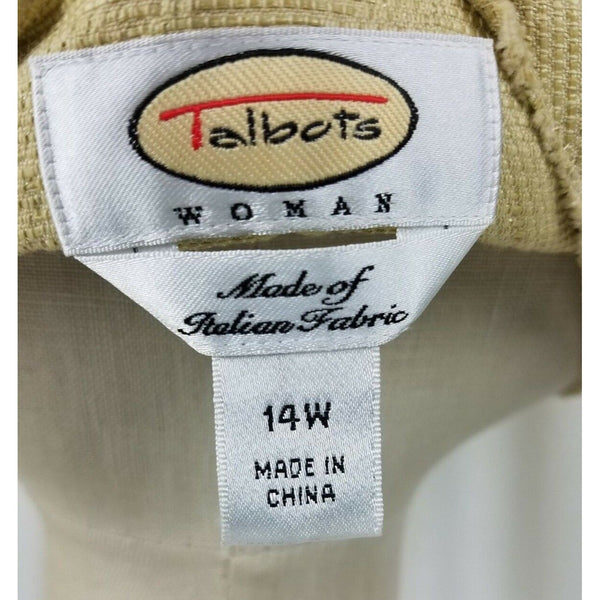 Talbots
WOMAN
Made of
Italian Fabric
14W
MADE IN
CHINA